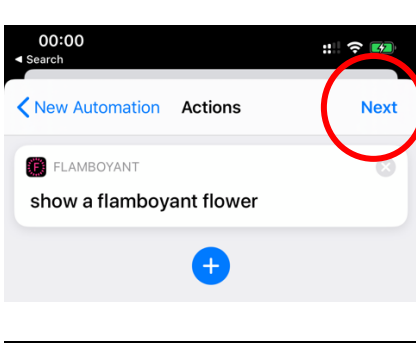 00:00
◀ Search
New Automation Actions Next
FLAMBOYANT
show a flamboyant flower